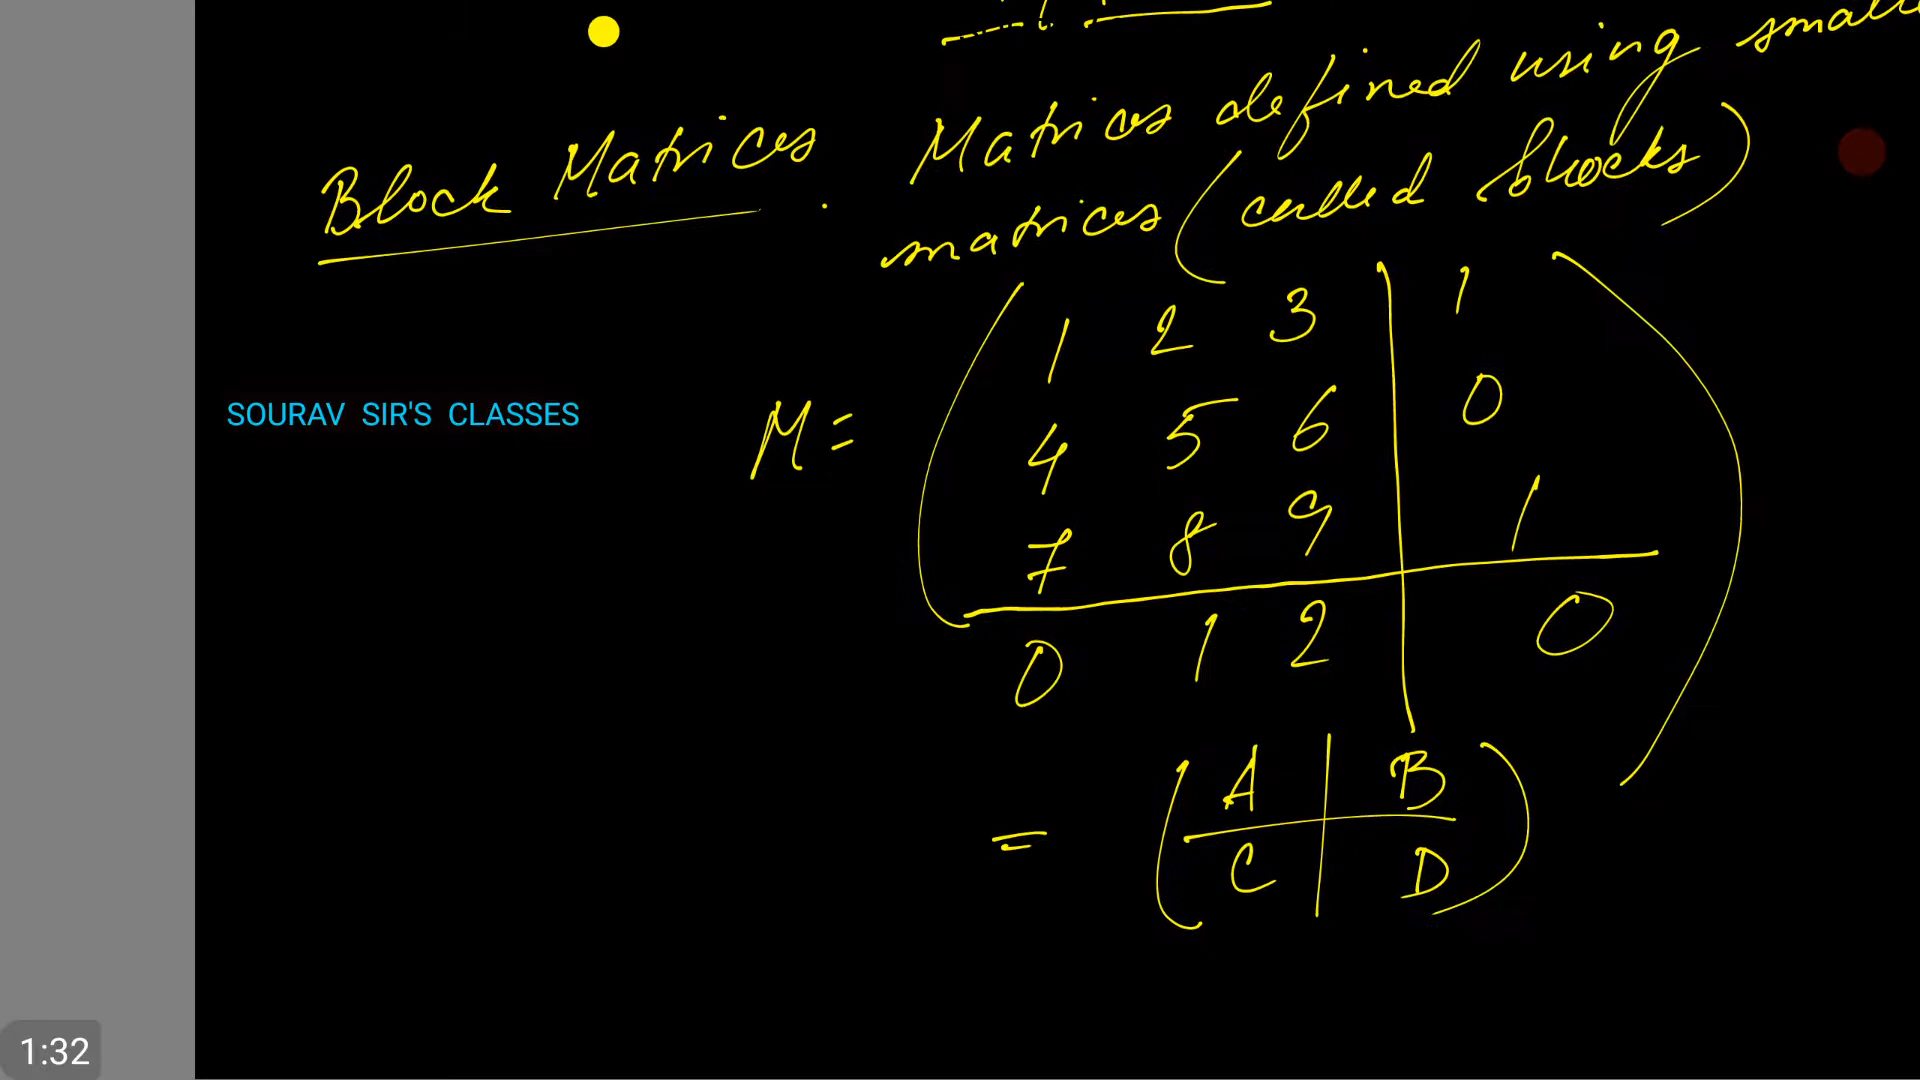 Block Matrices. Matrices defined using small
matrices (called blocks)
SOURAV SIR'S CLASSES
M = ( 1 2 3 | 1
4 5 6 | 0
7 8 9 | 1
0 1 2 | 0 )
= ( A | B
C | D )
1:32